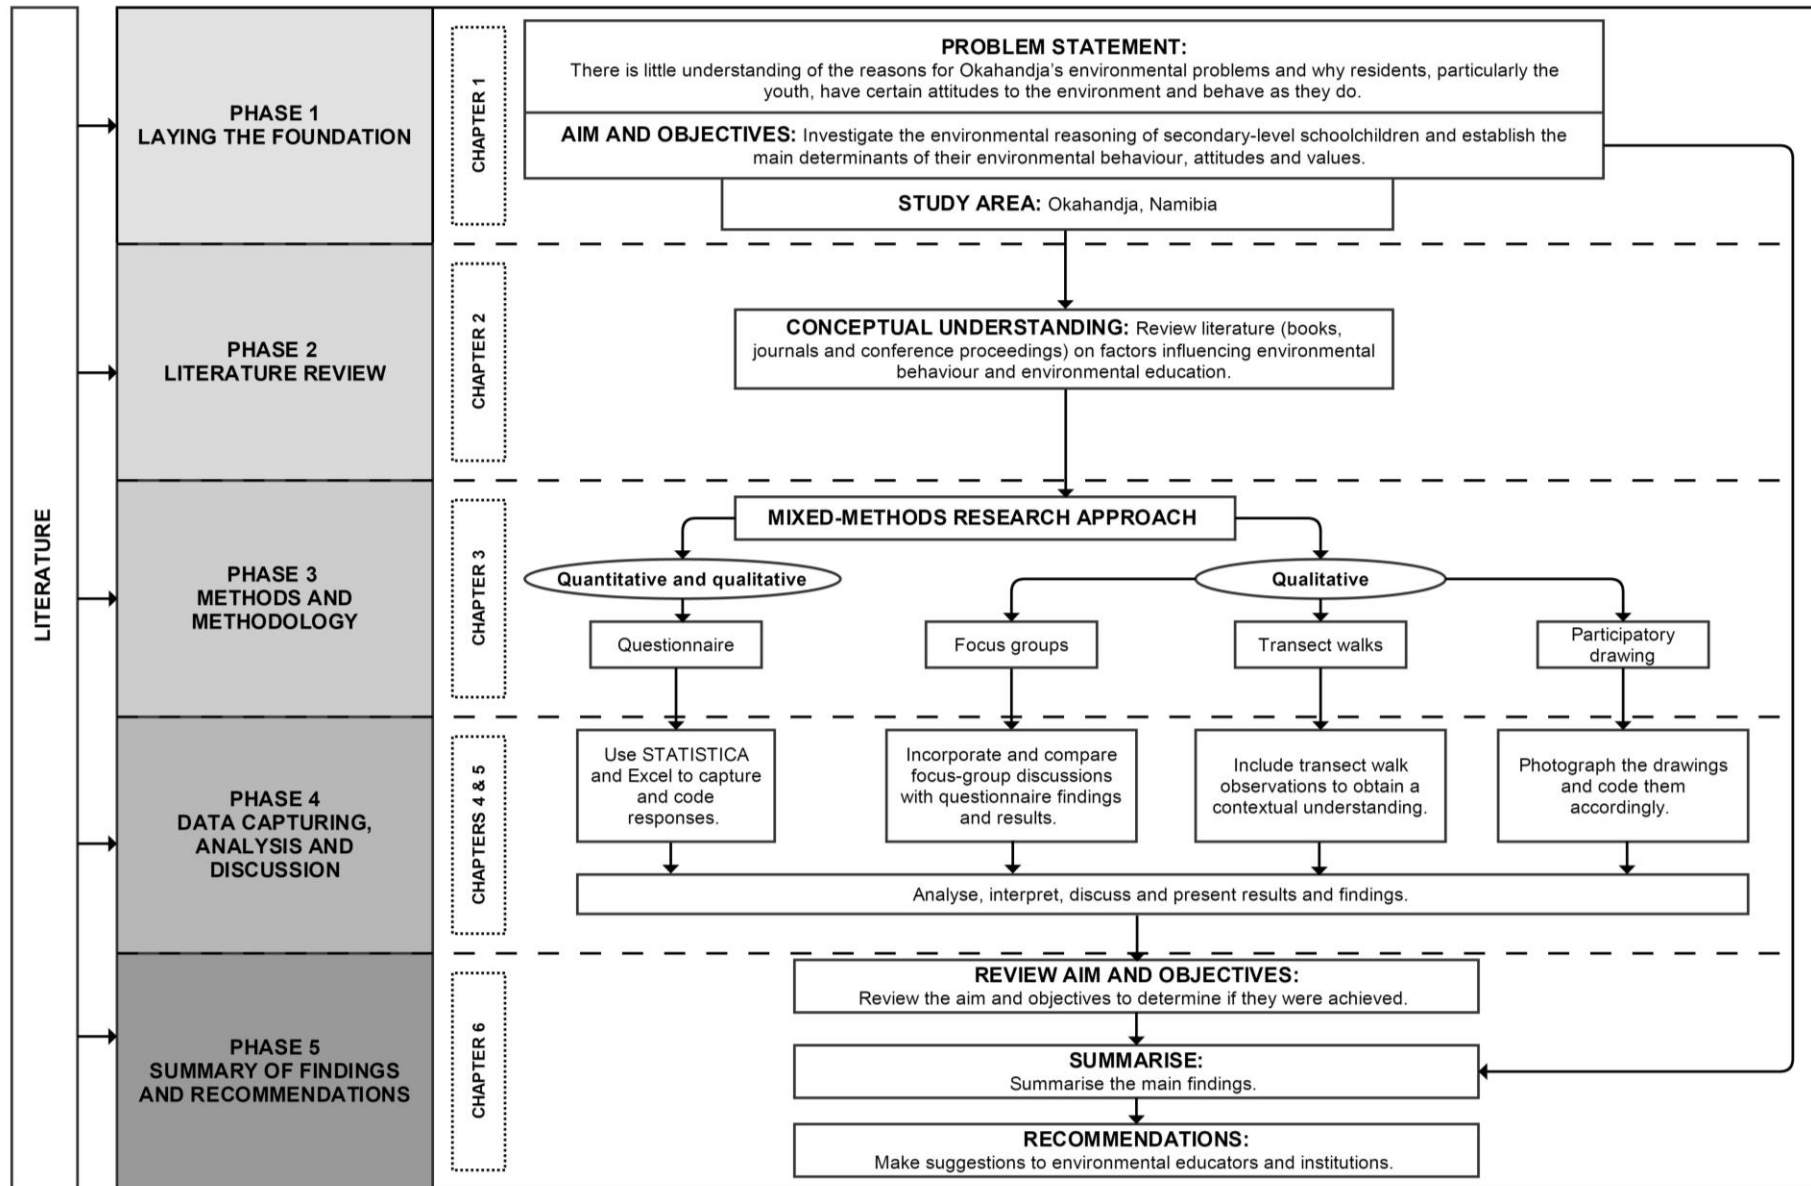 LITERATURE
PHASE 1
LAYING THE FOUNDATION
CHAPTER 1
PROBLEM STATEMENT:
There is little understanding of the reasons for Okahandja's environmental problems and why residents, particularly the
youth, have certain attitudes to the environment and behave as they do.
AIM AND OBJECTIVES: Investigate the environmental reasoning of secondary-level schoolchildren and establish the
main determinants of their environmental behaviour, attitudes and values.
STUDY AREA: Okahandja, Namibia
PHASE 2
LITERATURE REVIEW
CHAPTER 2
CONCEPTUAL UNDERSTANDING: Review literature (books,
journals and conference proceedings) on factors influencing environmental
behaviour and environmental education.
PHASE 3
METHODS AND
METHODOLOGY
CHAPTER 3
MIXED-METHODS RESEARCH APPROACH
Quantitative and qualitative
Qualitative
Questionnaire
Focus groups
Transect walks
Participatory
drawing
PHASE 4
DATA CAPTURING,
ANALYSIS AND
DISCUSSION
CHAPTERS 4 & 5
Use STATISTICA
and Excel to capture
and code
responses.
Incorporate and compare
focus-group discussions
with questionnaire findings
and results.
Include transect walk
observations to obtain a
contextual understanding.
Photograph the drawings
and code them
accordingly.
Analyse, interpret, discuss and present results and findings.
PHASE 5
SUMMARY OF FINDINGS
AND RECOMMENDATIONS
CHAPTER 6
REVIEW AIM AND OBJECTIVES:
Review the aim and objectives to determine if they were achieved.
SUMMARISE:
Summarise the main findings.
RECOMMENDATIONS:
Make suggestions to environmental educators and institutions.